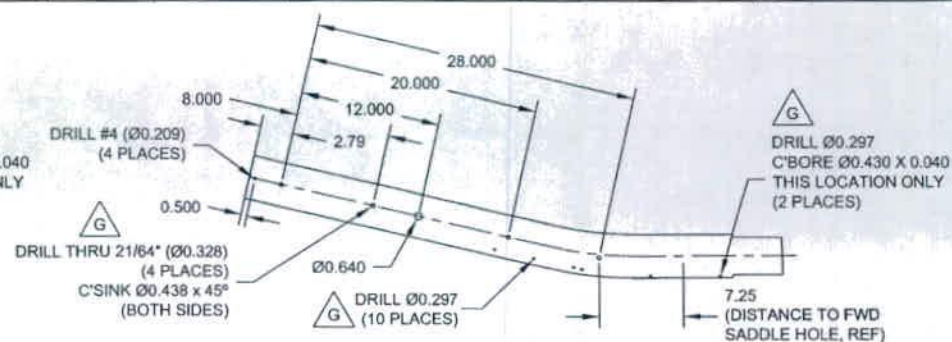 28.000
20.000
8.000
12.000
2.79
DRILL #4 (Ø0.209)
(4 PLACES)
.040
NLY
0.500
G
DRILL THRU 21/64" (Ø0.328)
(4 PLACES)
C'SINK Ø0.438 x 45º
(BOTH SIDES)
Ø0.640
G
DRILL Ø0.297
(10 PLACES)
G
DRILL Ø0.297
C'BORE Ø0.430 X 0.040
THIS LOCATION ONLY
(2 PLACES)
7.25
(DISTANCE TO FWD
SADDLE HOLE, REF)